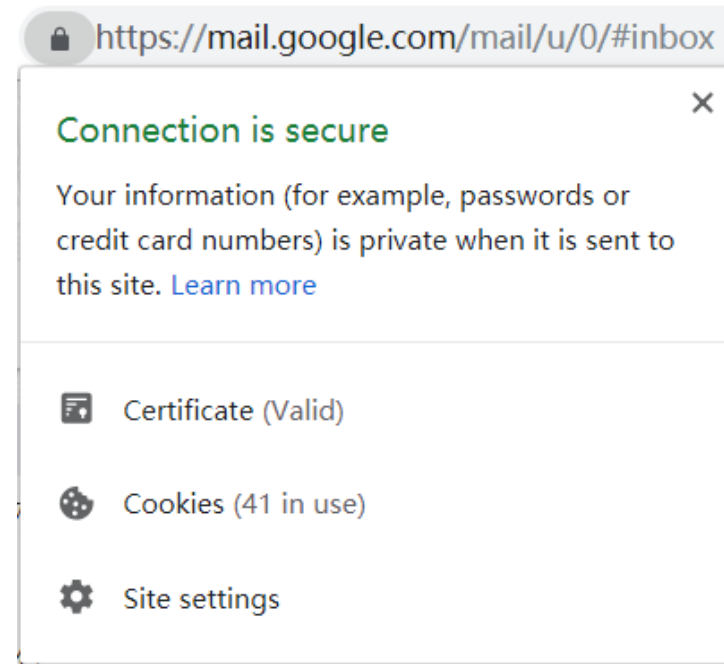 https://mail.google.com/mail/u/0/#inbox
Connection is secure
Your information (for example, passwords or
credit card numbers) is private when it is sent to
this site. Learn more
Certificate (Valid)
Cookies (41 in use)
Site settings